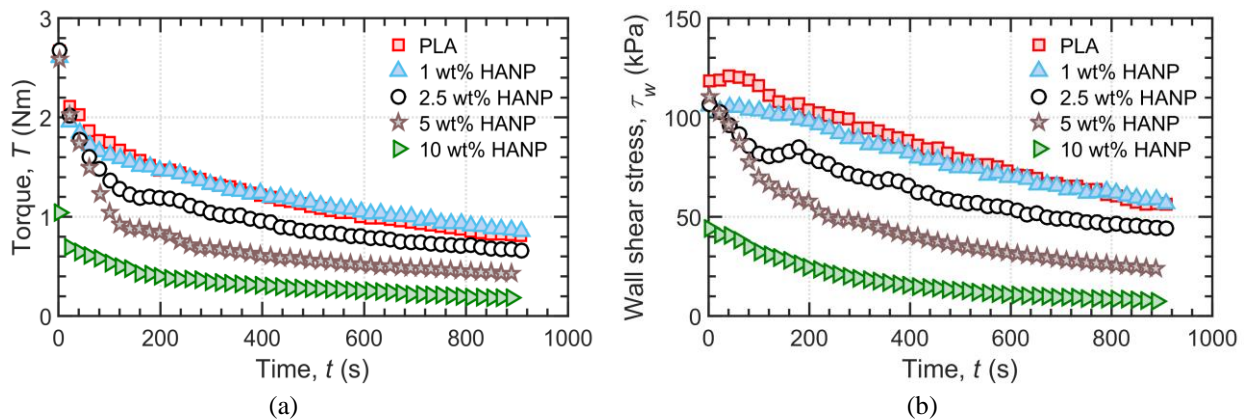 3
2
1
0
Torque, T (Nm)
0 200 400 600 800 1000
Time, t (s)
PLA
1 wt% HANP
2.5 wt% HANP
5 wt% HANP
10 wt% HANP
(a)
150
100
50
0
Wall shear stress, τw (kPa)
0 200 400 600 800 1000
Time, t (s)
PLA
1 wt% HANP
2.5 wt% HANP
5 wt% HANP
10 wt% HANP
(b)